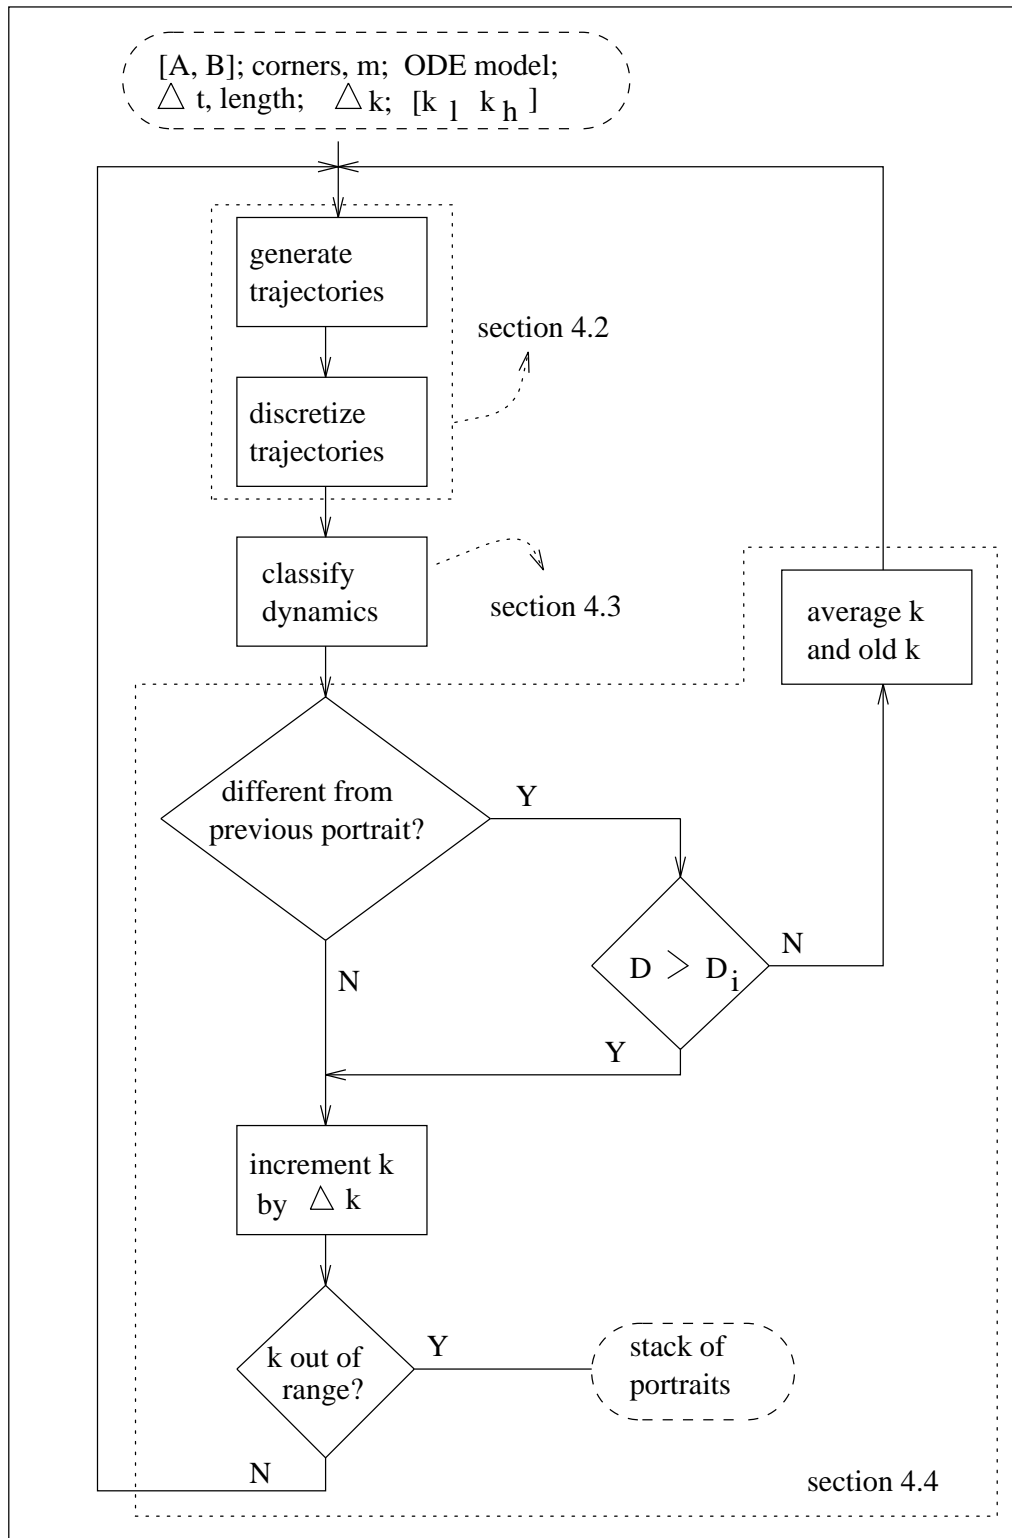 [A, B]; corners, m; ODE model;
△ t, length; △ k; [k l k h ]
generate
trajectories
section 4.2
discretize
trajectories
classify
dynamics
section 4.3
average k
and old k
different from
previous portrait?
Y
N
D > D i
N
Y
increment k
by △ k
k out of
range?
Y
stack of
portraits
N
section 4.4